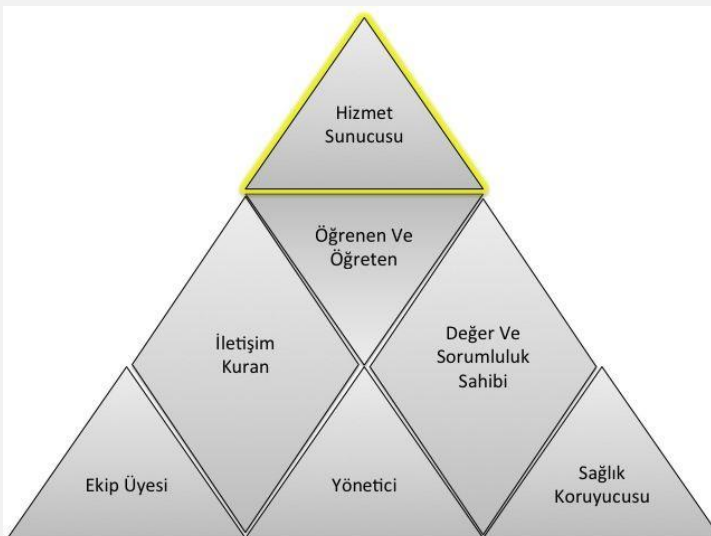 Hizmet
Sunucusu
Öğrenen Ve
Öğreten
İletişim
Kuran
Değer Ve
Sorumluluk
Sahibi
Ekip Üyesi
Yönetici
Sağlık
Koruyucusu